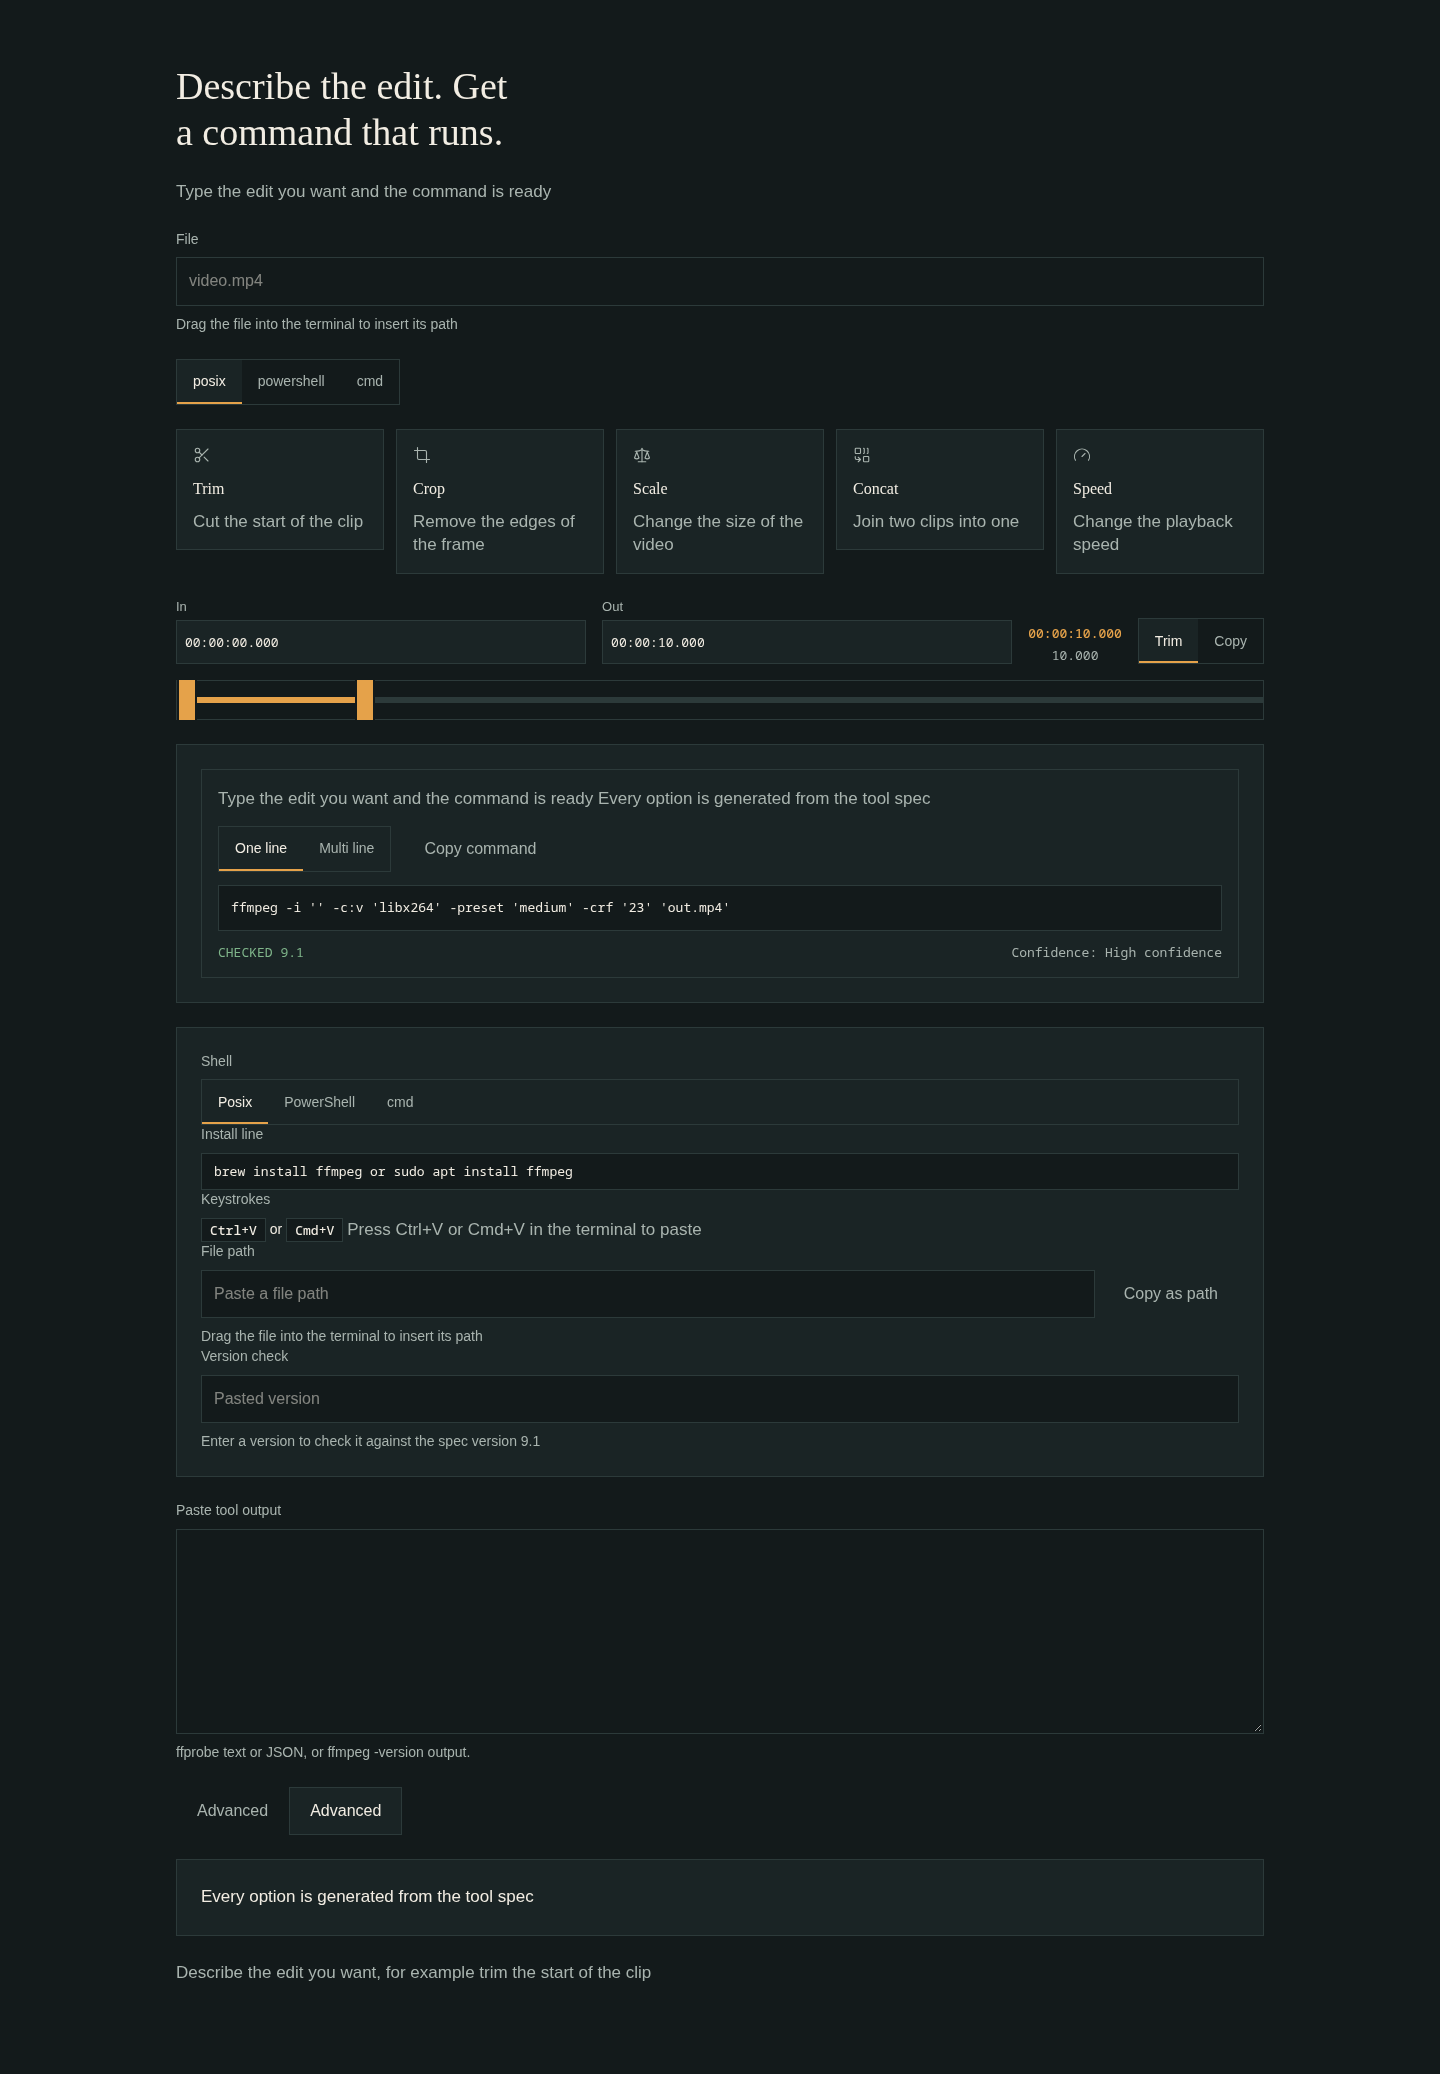 Describe the edit. Get
a command that runs.
Type the edit you want and the command is ready
File
video.mp4
Drag the file into the terminal to insert its path
posix powershell cmd
Trim
Cut the start of the clip
Crop
Remove the edges of
the frame
Scale
Change the size of the
video
Concat
Join two clips into one
Speed
Change the playback
speed
In
00:00:00.000
Out
00:00:10.000
00:00:10.000
10.000
Trim Copy
Type the edit you want and the command is ready Every option is generated from the tool spec
One line Multi line Copy command
ffmpeg -i '' -c:v 'libx264' -preset 'medium' -crf '23' 'out.mp4'
CHECKED 9.1 Confidence: High confidence
Shell
Posix PowerShell cmd
Install line
brew install ffmpeg or sudo apt install ffmpeg
Keystrokes
Ctrl+V or Cmd+V Press Ctrl+V or Cmd+V in the terminal to paste
File path
Paste a file path Copy as path
Drag the file into the terminal to insert its path
Version check
Pasted version
Enter a version to check it against the spec version 9.1
Paste tool output
ffprobe text or JSON, or ffmpeg -version output.
Advanced Advanced
Every option is generated from the tool spec
Describe the edit you want, for example trim the start of the clip